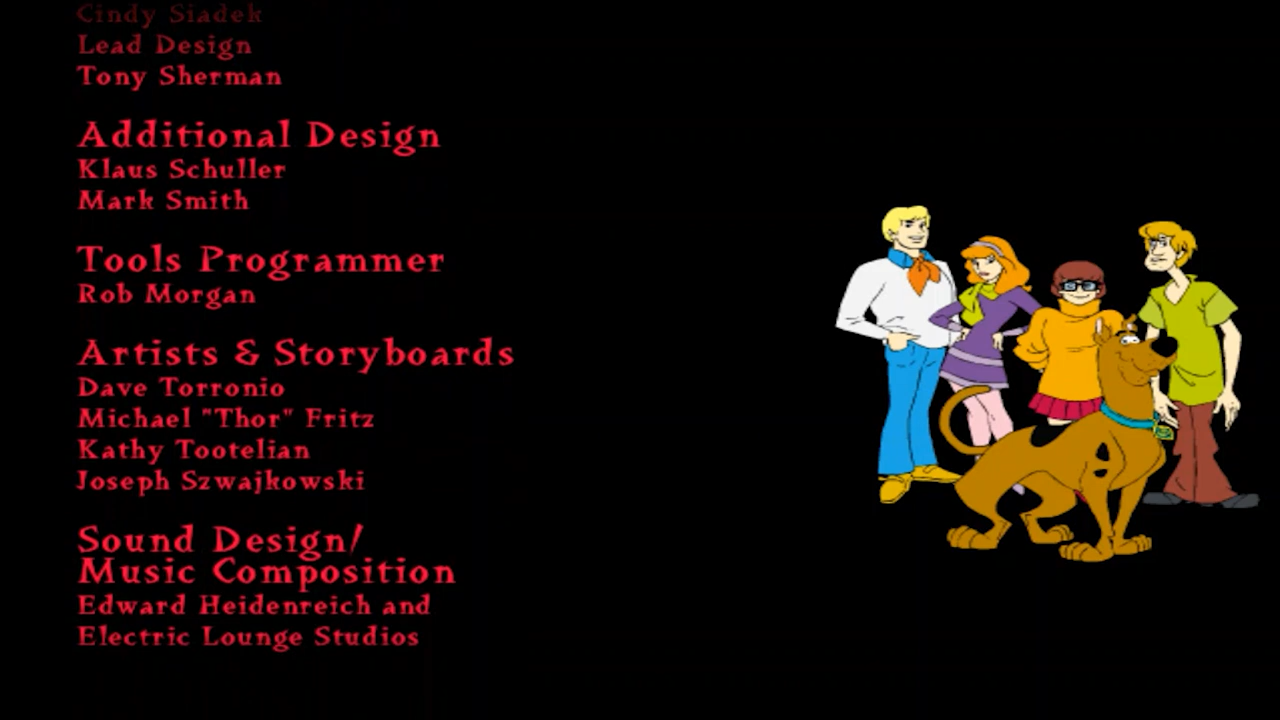 Cindy Siadek
Lead Design
Tony Sherman
Additional Design
Klaus Schuller
Mark Smith
Tools Programmer
Rob Morgan
Artists & Storyboards
Dave Torronio
Michael "Thor" Fritz
Kathy Tootelian
Joseph Szwajkowski
Sound Design/
Music Composition
Edward Heidenreich and
Electric Lounge Studios